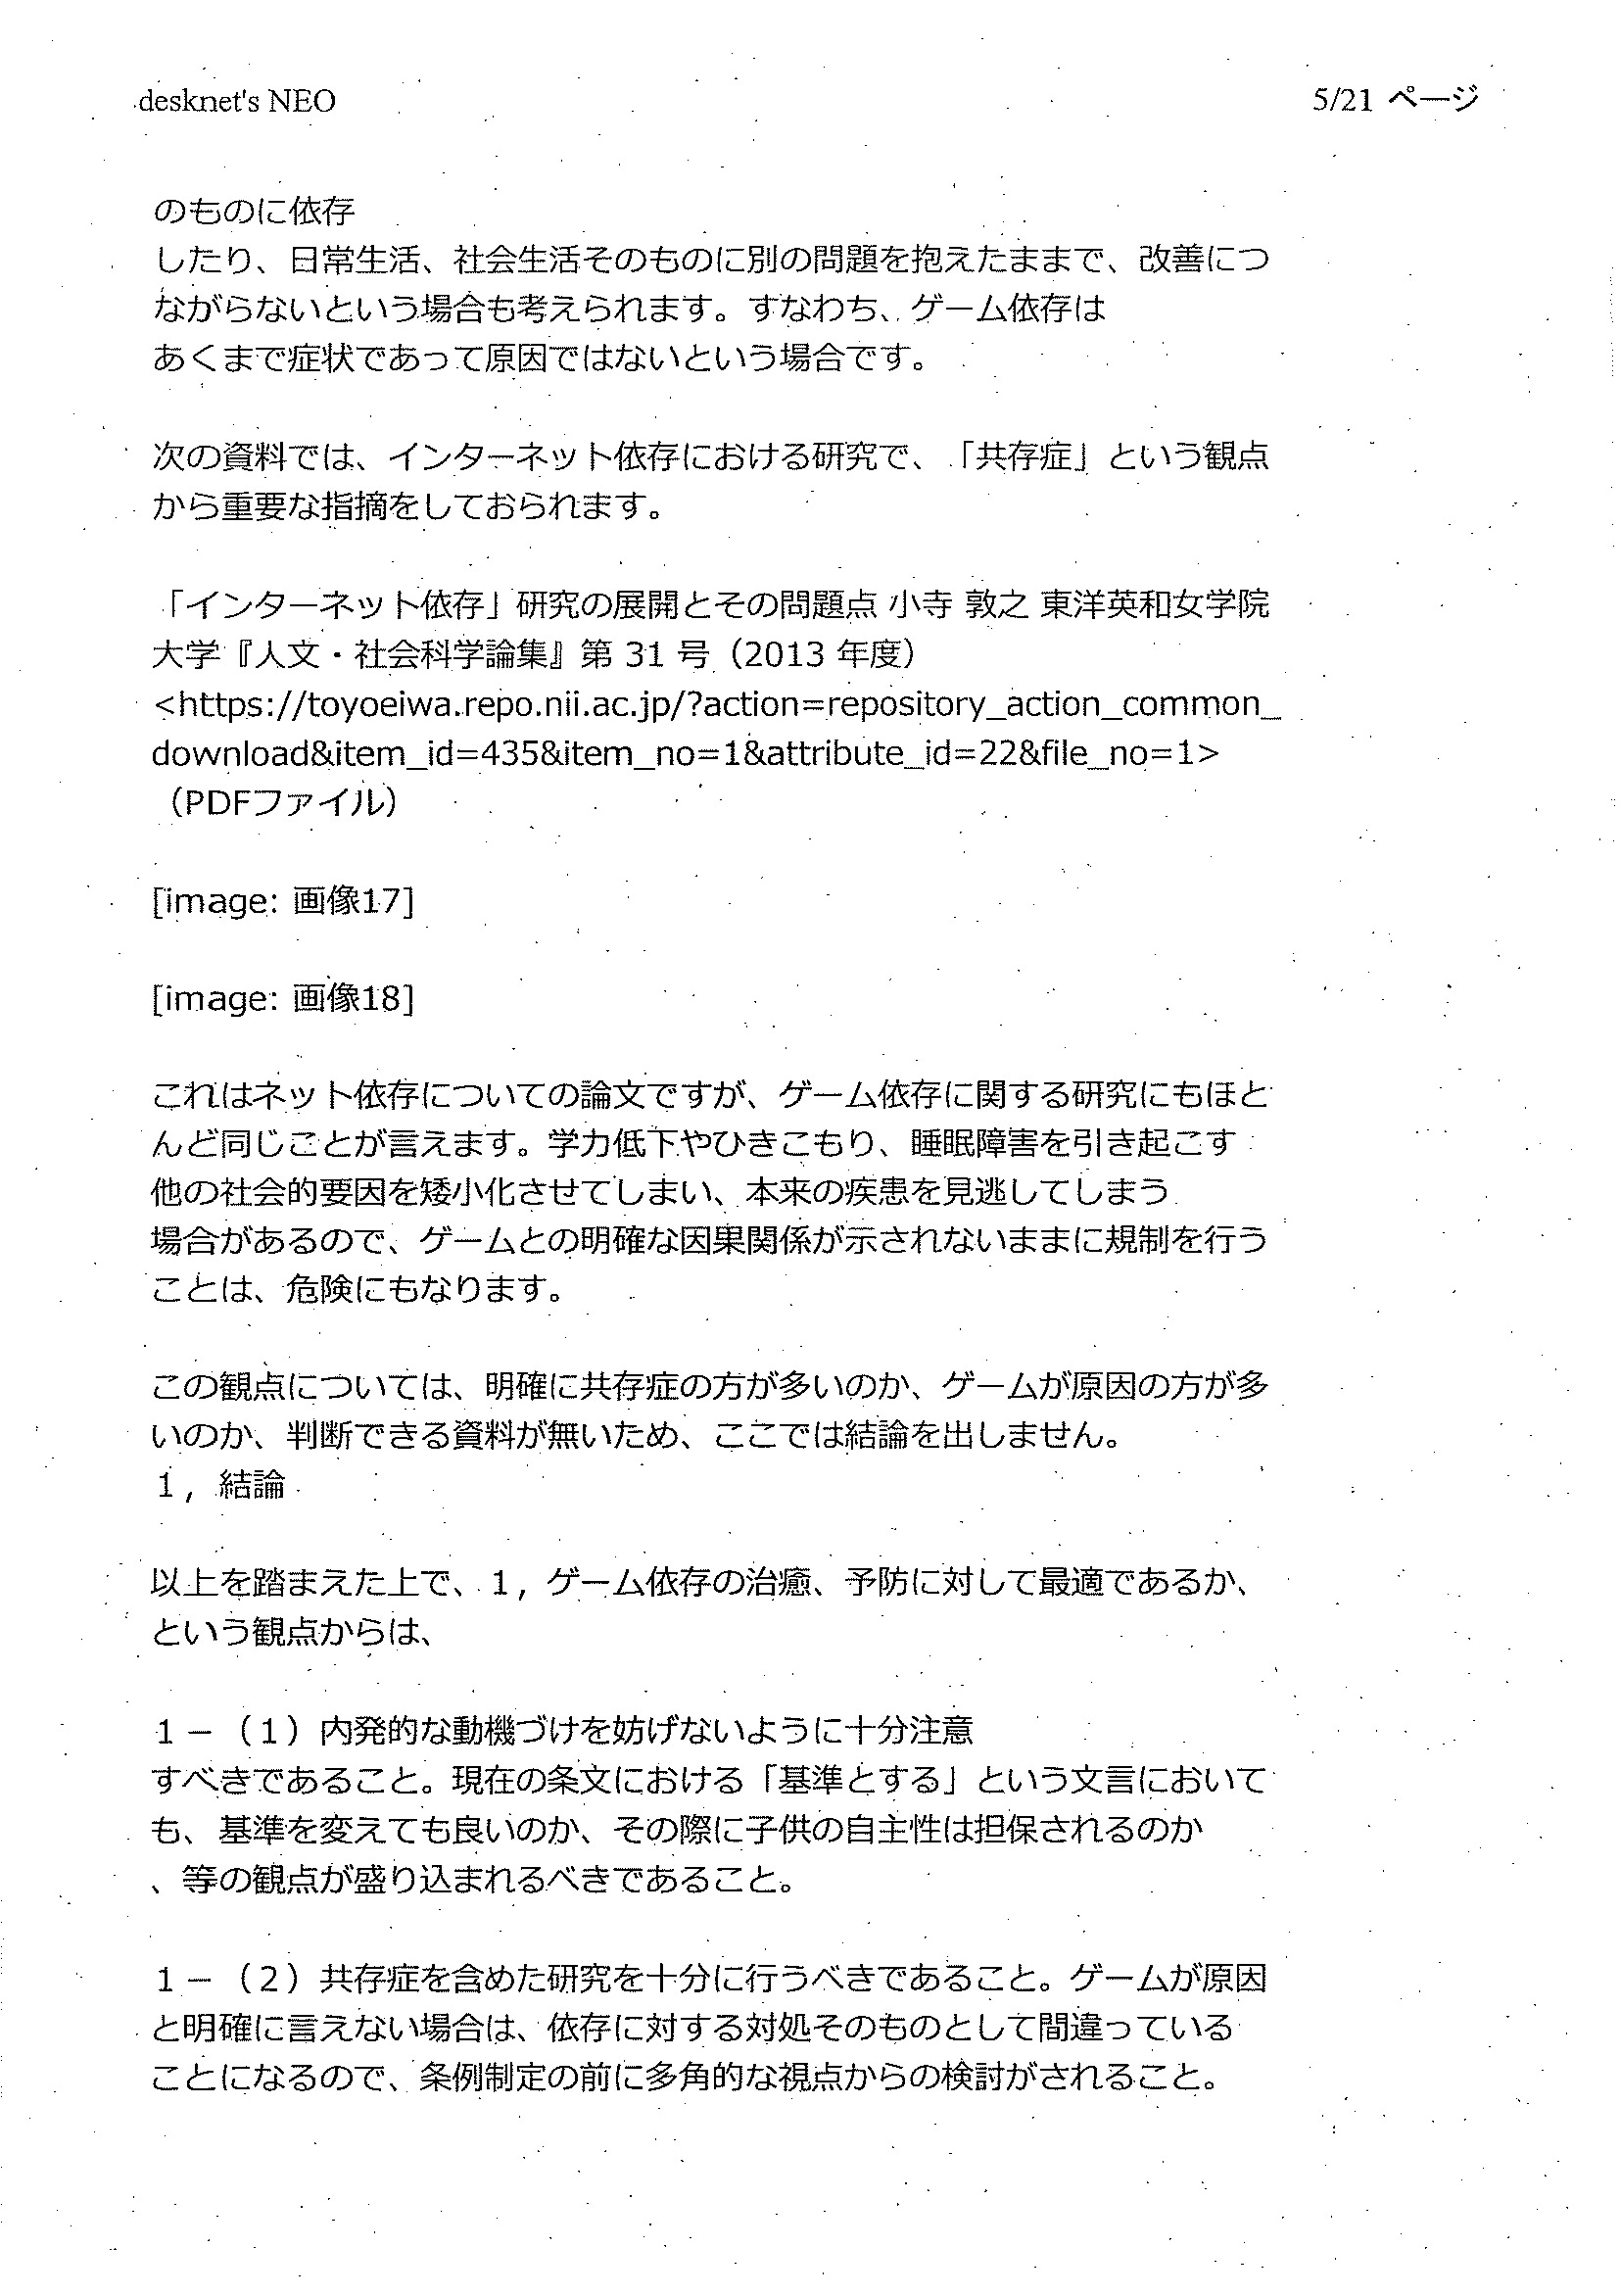 desknet's NEO
5/21 ページ
のものに依存
したり、日常生活、社会生活そのものに別の問題を抱えたままで、改善につ
ながらないという場合も考えられます。すなわち、ゲーム依存は
あくまで症状であって原因ではないという場合です。
次の資料では、インターネット依存における研究で、「共存症」という観点
から重要な指摘をしておられます。
「インターネット依存」研究の展開とその問題点 小寺 敦之 東洋英和女学院
大学『人文・社会科学論集』第 31 号（2013 年度）
<https://toyoeiwa.repo.nii.ac.jp/?action=repository_action_common_
download&item_id=435&item_no=1&attribute_id=22&file_no=1>
（PDFファイル）
[image: 画像17]
[image: 画像18]
これはネット依存についての論文ですが、ゲーム依存に関する研究にもほと
んど同じことが言えます。学力低下やひきこもり、睡眠障害を引き起こす
他の社会的要因を矮小化させてしまい、本来の疾患を見逃してしまう
場合があるので、ゲームとの明確な因果関係が示されないままに規制を行う
ことは、危険にもなります。
この観点については、明確に共存症の方が多いのか、ゲームが原因の方が多
いのか、判断できる資料が無いため、ここでは結論を出しません。
１，結論
以上を踏まえた上で、１，ゲーム依存の治癒、予防に対して最適であるか、
という観点からは、
１－（１）内発的な動機づけを妨げないように十分注意
すべきであること。現在の条文における「基準とする」という文言において
も、基準を変えても良いのか、その際に子供の自主性は担保されるのか
、等の観点が盛り込まれるべきであること。
１－（２）共存症を含めた研究を十分に行うべきであること。ゲームが原因
と明確に言えない場合は、依存に対する対処そのものとして間違っている
ことになるので、条例制定の前に多角的な視点からの検討がされること。